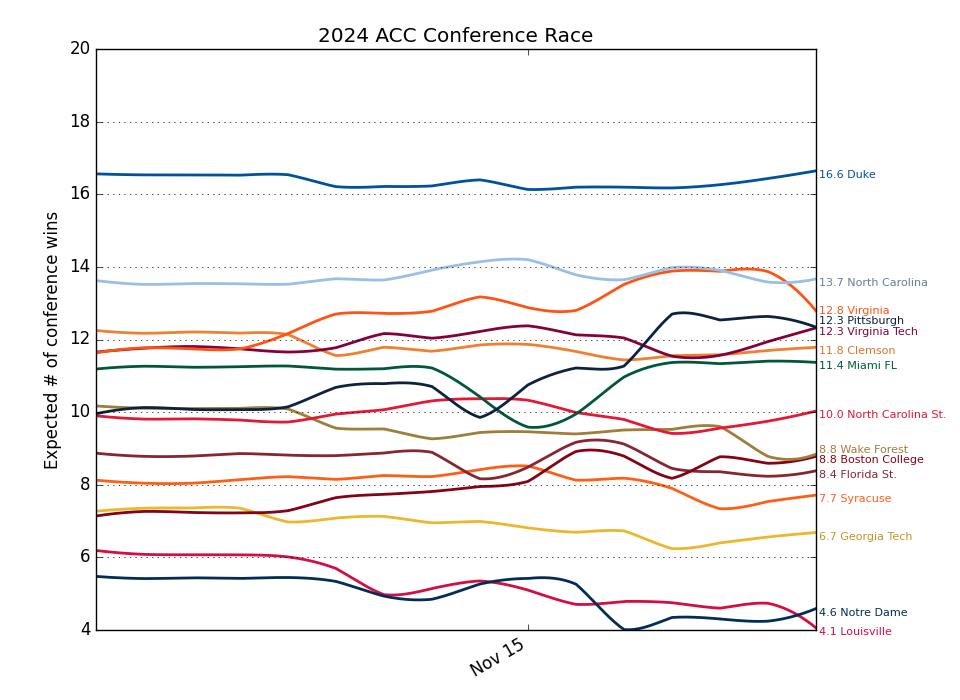 2024 ACC Conference Race
Expected # of conference wins
20
18
16
14
12
10
8
6
4
Nov 15
16.6 Duke
13.7 North Carolina
12.8 Virginia
12.3 Pittsburgh
12.3 Virginia Tech
11.8 Clemson
11.4 Miami FL
10.0 North Carolina St.
8.8 Wake Forest
8.8 Boston College
8.4 Florida St.
7.7 Syracuse
6.7 Georgia Tech
4.6 Notre Dame
4.1 Louisville